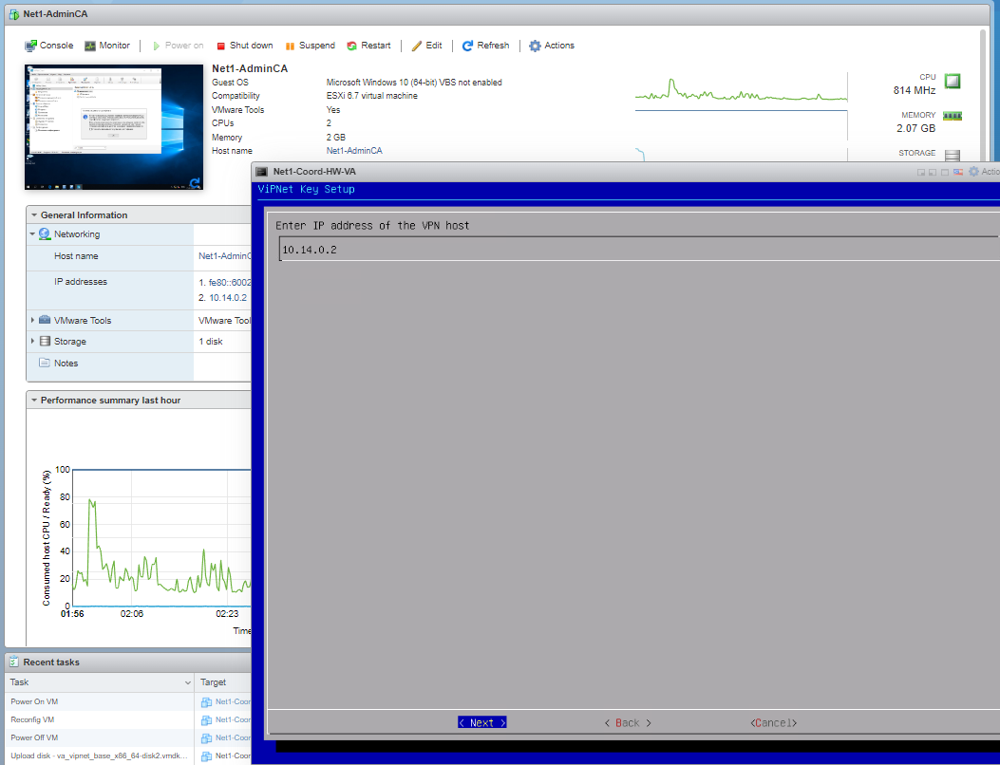 Net1-AdminCA
Console Monitor Power on Shut down Suspend Restart Edit Refresh Actions
Net1-AdminCA
Guest OS Microsoft Windows 10 (64-bit) VBS not enabled
Compatibility ESXi 6.7 virtual machine
VMware Tools Yes
CPUs 2
Memory 2 GB
Host name Net1-AdminCA
CPU
814 MHz
MEMORY
2.07 GB
STORAGE
General Information
Networking
Host name Net1-AdminC
IP addresses 1. fe80::6002
2. 10.14.0.2
VMware Tools VMware Tool
Storage 1 disk
Notes
Performance summary last hour
Consumed host CPU / Ready (%)
100
80
60
40
20
0
01:56 02:06 02:23
Time
Recent tasks
Task Target
Power On VM Net1-Coor
Reconfig VM Net1-Coor
Power Off VM Net1-Coor
Upload disk - va_vipnet_base_x86_64-disk2.vmdk... Net1-Coor
Net1-Coord-HW-VA Actio
ViPNet Key Setup
Enter IP address of the VPN host
10.14.0.2
< Next > < Back > <Cancel>